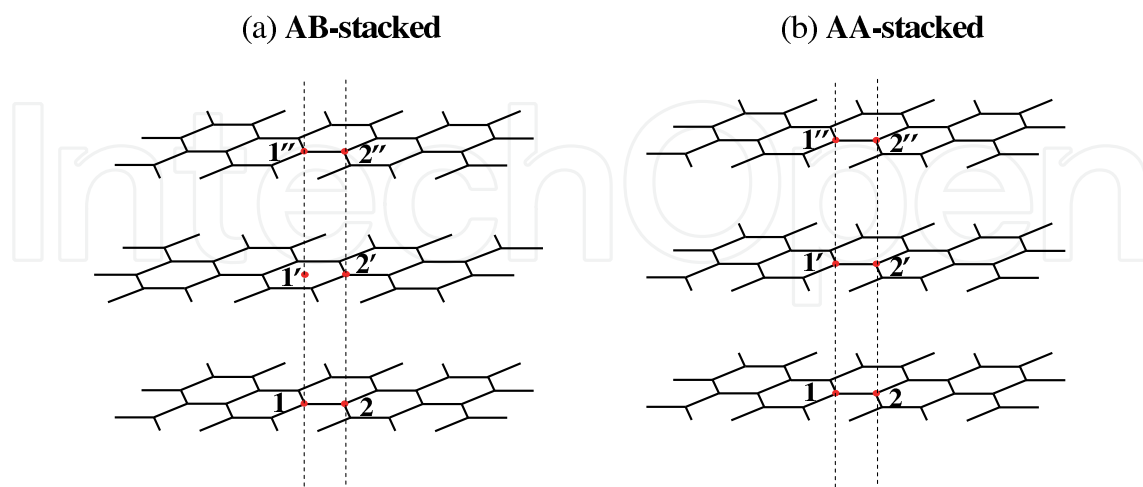 (a) AB-stacked
(b) AA-stacked
IntechOpen
1″ 2″
1″ 2″
1′ 2′
1′ 2′
1 2
1 2